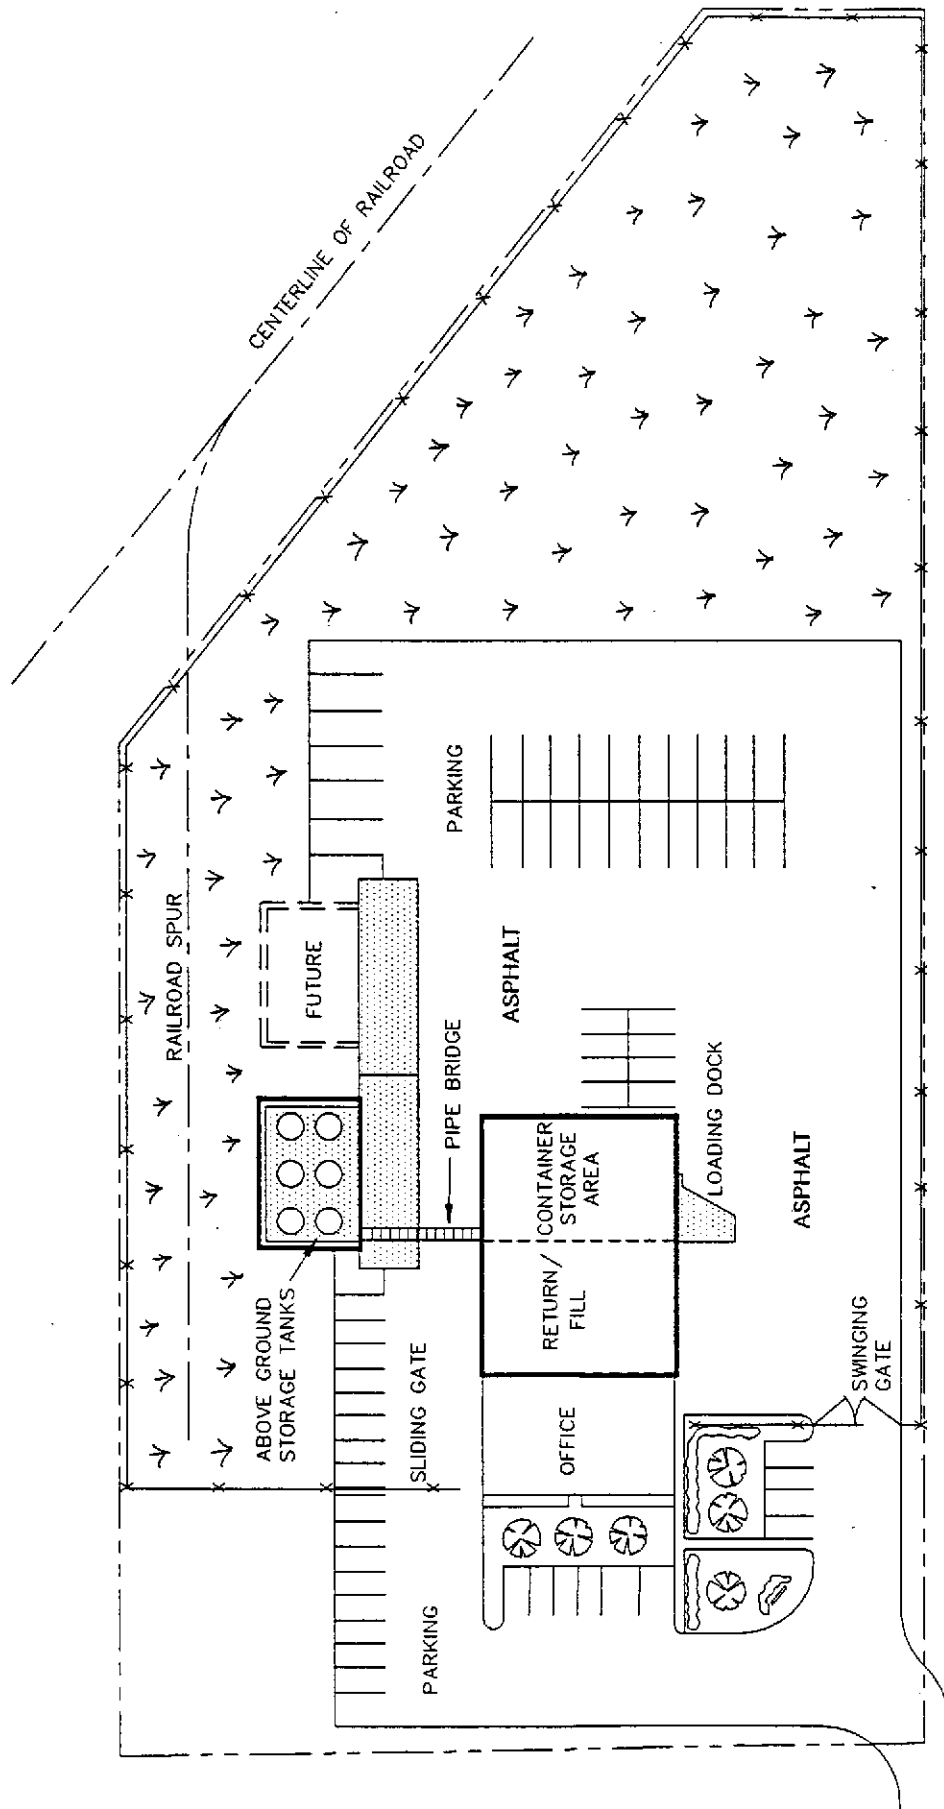 CENTERLINE OF RAILROAD
RAILROAD SPUR
PARKING
FUTURE
ASPHALT
PIPE BRIDGE
ABOVE GROUND
STORAGE TANKS
CONTAINER
STORAGE
AREA
RETURN/
FILL
LOADING DOCK
ASPHALT
SLIDING GATE
OFFICE
SWINGING
GATE
PARKING